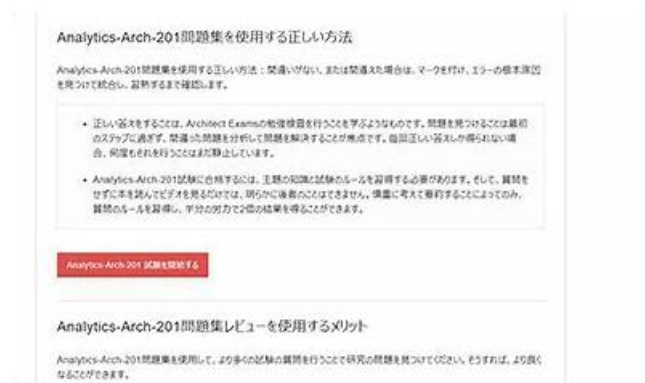 Analytics-Arch-201問題集を使用する正しい方法
Analytics-Arch-201問題集を使用する正しい方法：間違いがない、または間違えた場合は、マークを付け、エラーの根本原因
を見つけて統合し、習熟するまで確認します。
• 正しい答えをすることは、Architect Examsの勉強検査を行うことを学ぶようなものです。問題を見つけることは最初
のステップに過ぎず、間違った問題を分析して問題を解決することが焦点です。毎回正しい答えしか得られない場
合、何度もそれを行うことはまだ静止しています。
• Analytics-Arch-201試験に合格するには、主題の知識と試験のルールを習得する必要があります。そして、質問を
せずに本を読んでビデオを見るだけでは、明らかに後者のことはできません。慎重に考えて要約することによってのみ、
質問のルールを習得し、半分の労力で2倍の結果を得ることができます。
Analytics-Arch-201 試験を開始する
Analytics-Arch-201問題集レビューを使用するメリット
Analytics-Arch-201問題集を使用して、より多くの試験の質問を行うことで研究の問題を見つけてください。そうすれば、より良く
なることができます。